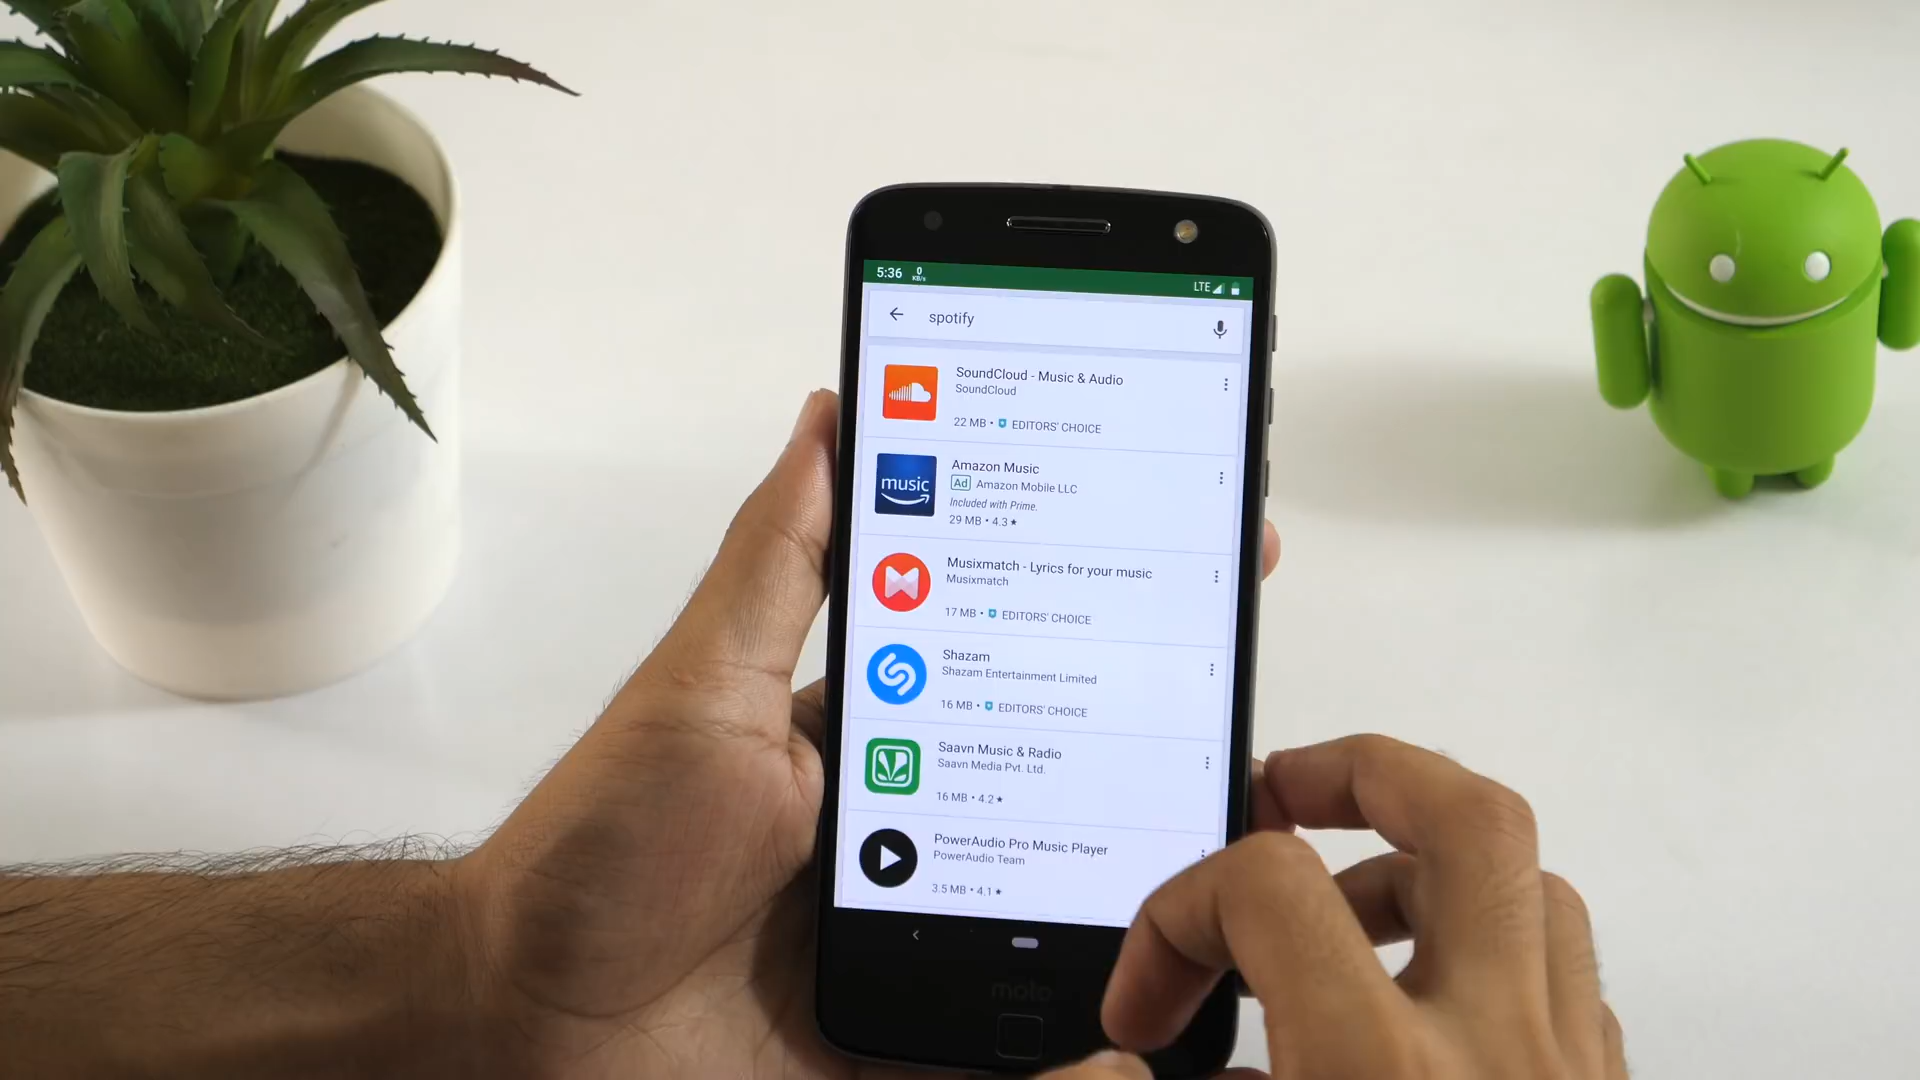 5:36 0 KB/s LTE
spotify
SoundCloud - Music & Audio
SoundCloud
22 MB • EDITORS' CHOICE
music
Amazon Music
Ad Amazon Mobile LLC
Included with Prime.
29 MB • 4.3 ★
Musixmatch - Lyrics for your music
Musixmatch
17 MB • EDITORS' CHOICE
Shazam
Shazam Entertainment Limited
16 MB • EDITORS' CHOICE
Saavn Music & Radio
Saavn Media Pvt. Ltd.
16 MB • 4.2 ★
PowerAudio Pro Music Player
PowerAudio Team
3.5 MB • 4.1 ★
moto